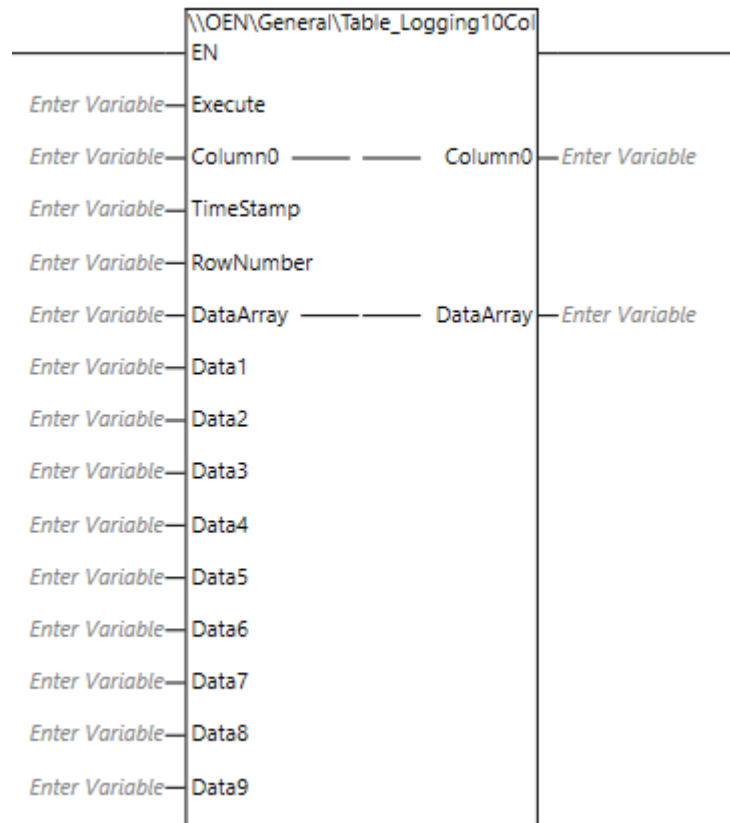 \\OEN\General\Table_Logging10Col
EN
Enter Variable Execute
Enter Variable Column0 Column0 Enter Variable
Enter Variable TimeStamp
Enter Variable RowNumber
Enter Variable DataArray DataArray Enter Variable
Enter Variable Data1
Enter Variable Data2
Enter Variable Data3
Enter Variable Data4
Enter Variable Data5
Enter Variable Data6
Enter Variable Data7
Enter Variable Data8
Enter Variable Data9